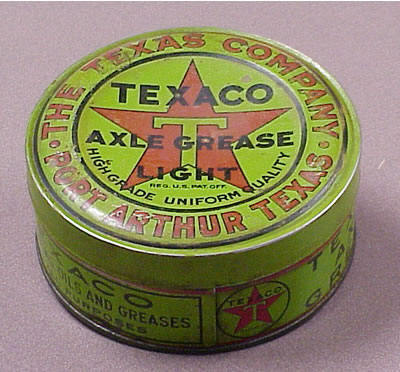 · THE TEXAS COMPANY ·
PORT ARTHUR TEXAS
TEXACO
T
AXLE GREASE
LIGHT
REG. U.S. PAT. OFF.
HIGH GRADE UNIFORM QUALITY
OILS AND GREASES
TEXACO
T